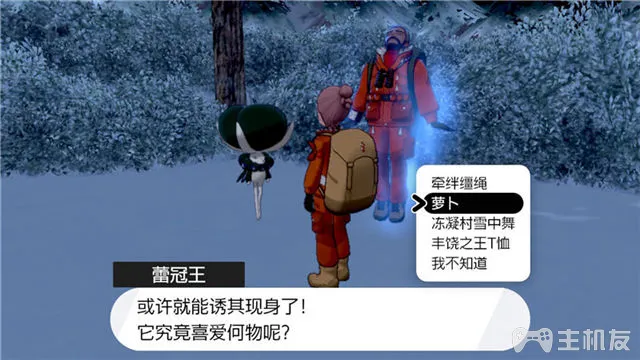 牵绊缰绳
萝卜
冻凝村雪中舞
丰饶之王T恤
我不知道
蕾冠王
或许就能诱其现身了!
它究竟喜爱何物呢?
主机友